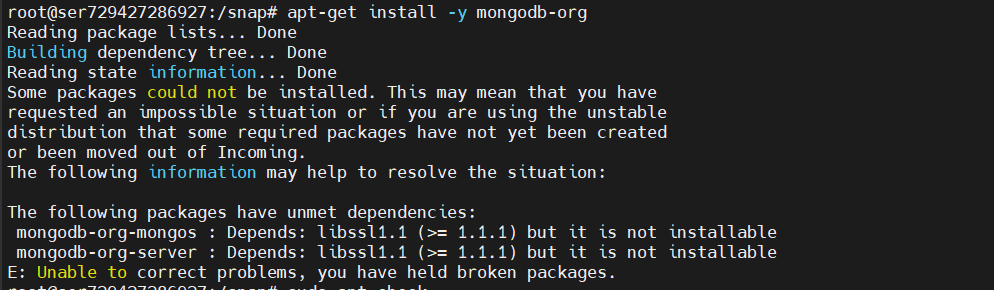 root@ser729427286927:/snap# apt-get install -y mongodb-org
Reading package lists... Done
Building dependency tree... Done
Reading state information... Done
Some packages could not be installed. This may mean that you have
requested an impossible situation or if you are using the unstable
distribution that some required packages have not yet been created
or been moved out of Incoming.
The following information may help to resolve the situation:

The following packages have unmet dependencies:
 mongodb-org-mongos : Depends: libssl1.1 (>= 1.1.1) but it is not installable
 mongodb-org-server : Depends: libssl1.1 (>= 1.1.1) but it is not installable
E: Unable to correct problems, you have held broken packages.